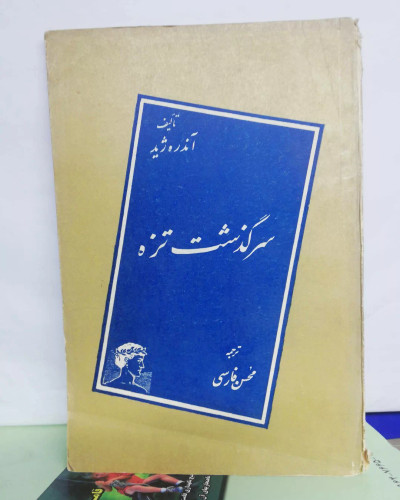 تألیف
آندره ژید
سرگذشت تزه
ترجمه
محسن فارسی